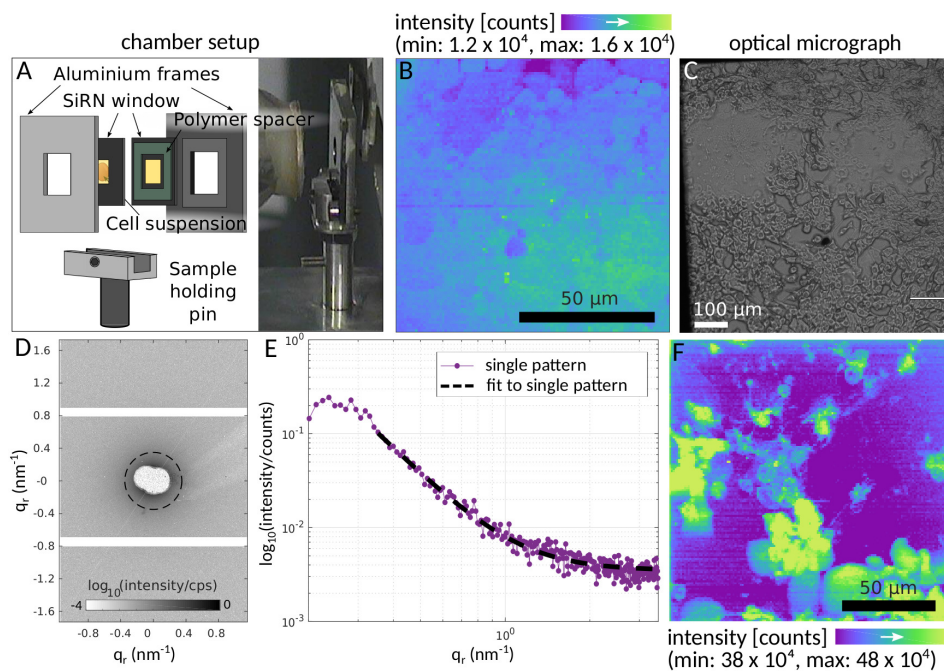 chamber setup
intensity [counts]
(min: 1.2 x 10⁴, max: 1.6 x 10⁴)
optical micrograph
A
Aluminium frames
SiRN window
Polymer spacer
Cell suspension
Sample
holding
pin
B
50 µm
C
100 µm
D
1.6
1.2
0.8
0.4
-0
-0.4
-0.8
-1.2
-1.6
qr (nm⁻¹)
log10(intensity/cps)
-4 0
-0.8 -0.4 0 0.4 0.8
qr (nm⁻¹)
E
10⁰
10⁻¹
10⁻²
10⁻³
log10(intensity/counts)
single pattern
fit to single pattern
10⁰
qr (nm⁻¹)
F
50 µm
intensity [counts]
(min: 38 x 10⁴, max: 48 x 10⁴)